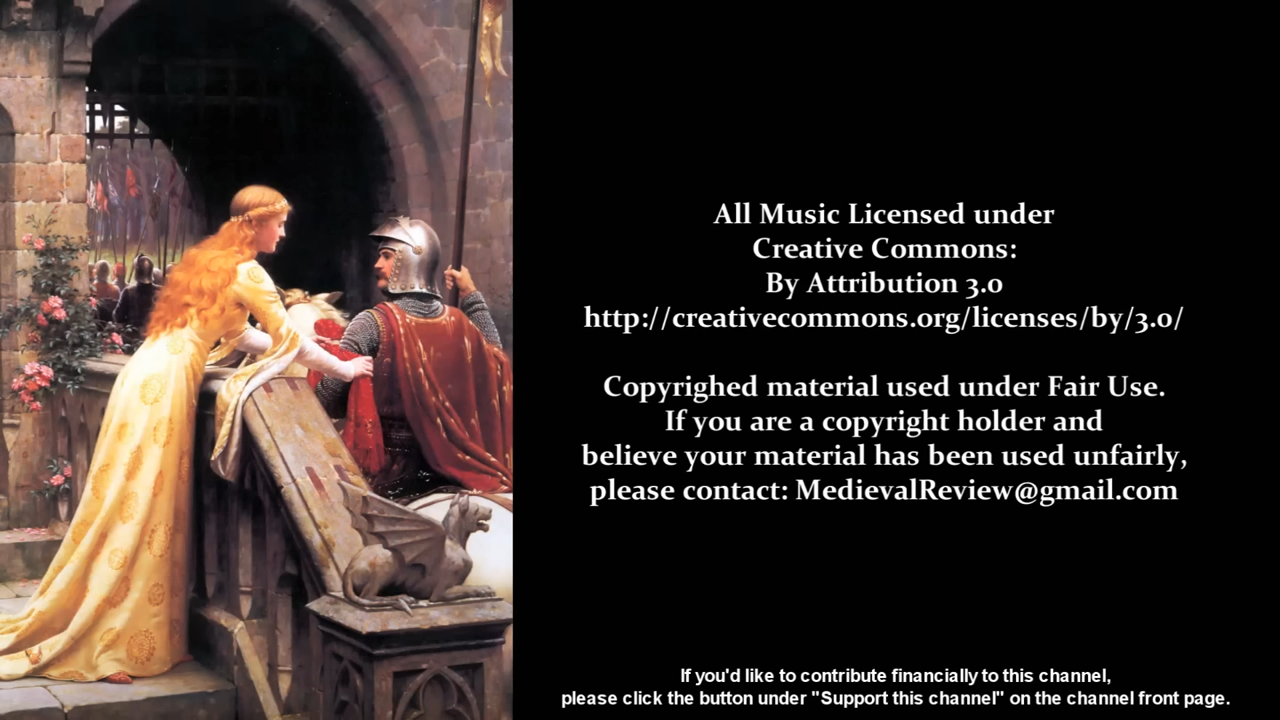 All Music Licensed under
Creative Commons:
By Attribution 3.0
http://creativecommons.org/licenses/by/3.0/
Copyrighed material used under Fair Use.
If you are a copyright holder and
believe your material has been used unfairly,
please contact: MedievalReview@gmail.com
If you'd like to contribute financially to this channel,
please click the button under "Support this channel" on the channel front page.